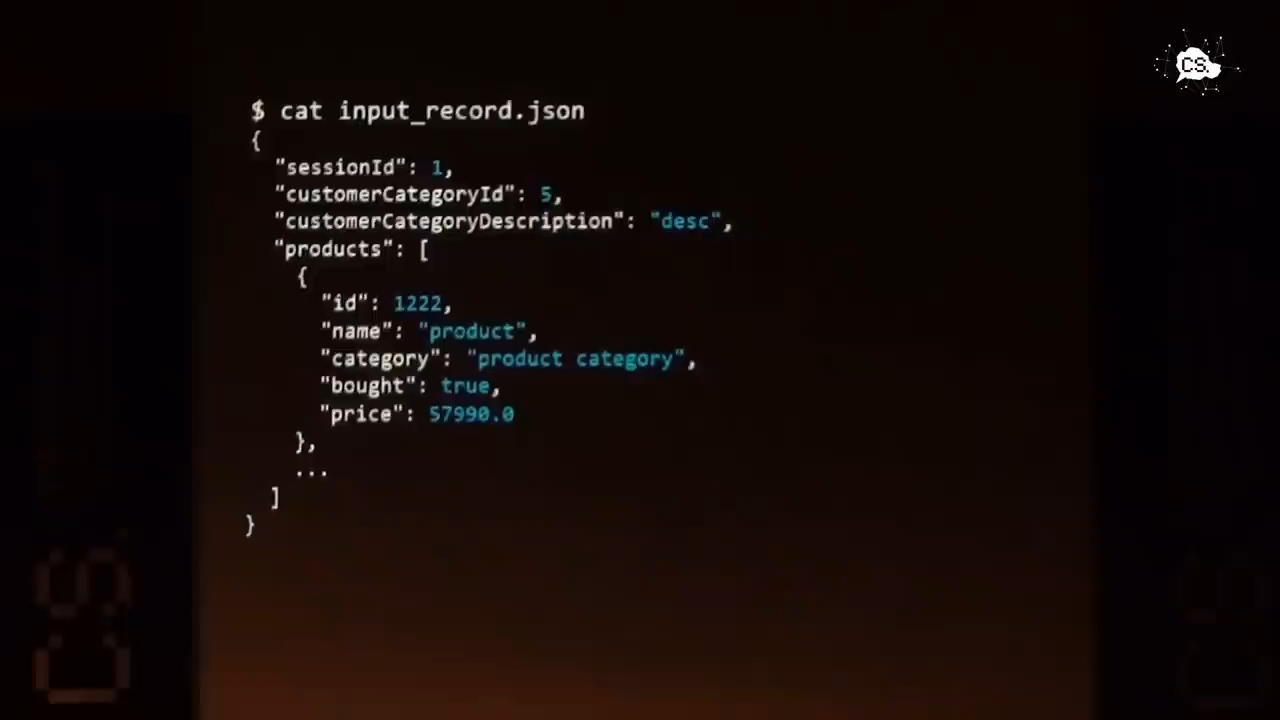 CS.
$ cat input_record.json
{
  "sessionId": 1,
  "customerCategoryId": 5,
  "customerCategoryDescription": "desc",
  "products": [
    {
      "id": 1222,
      "name": "product",
      "category": "product category",
      "bought": true,
      "price": 57990.0
    },
    ...
  ]
}
CS.